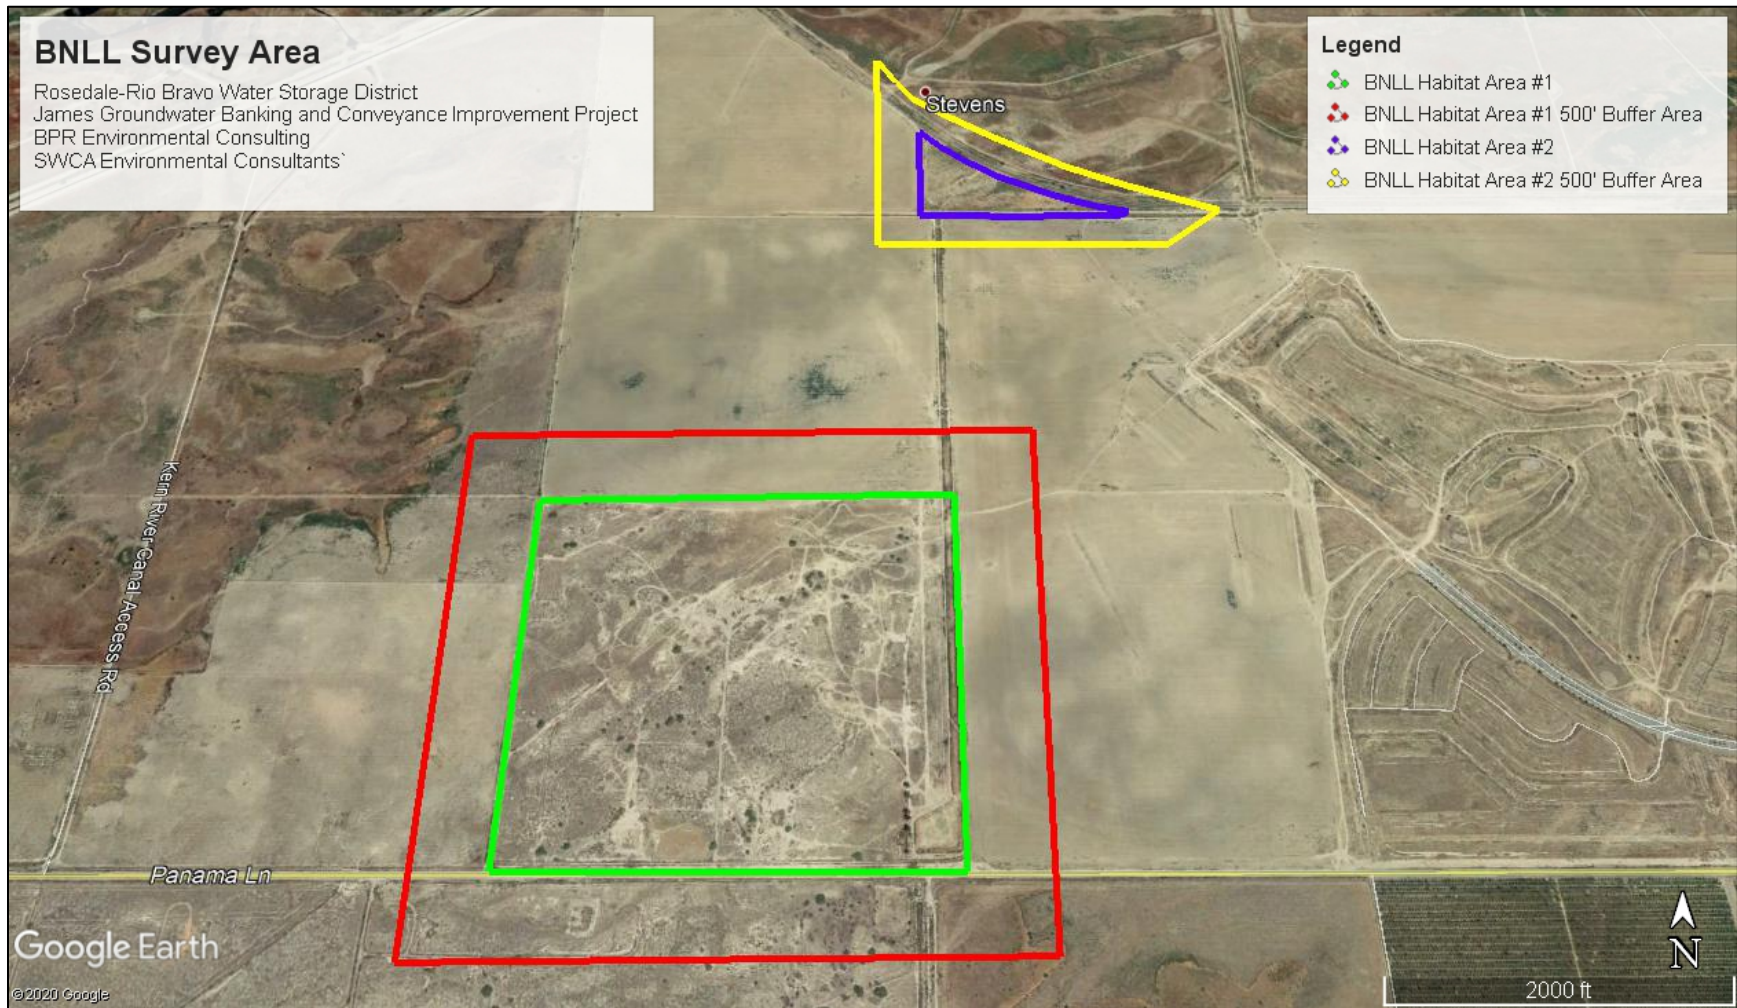 BNLL Survey Area
Rosedale-Rio Bravo Water Storage District
James Groundwater Banking and Conveyance Improvement Project
BPR Environmental Consulting
SWCA Environmental Consultants`
Legend
BNLL Habitat Area #1
BNLL Habitat Area #1 500' Buffer Area
BNLL Habitat Area #2
BNLL Habitat Area #2 500' Buffer Area
Stevens
Kern River Canal Access Rd
Panama Ln
Google Earth
©2020 Google
N
2000 ft